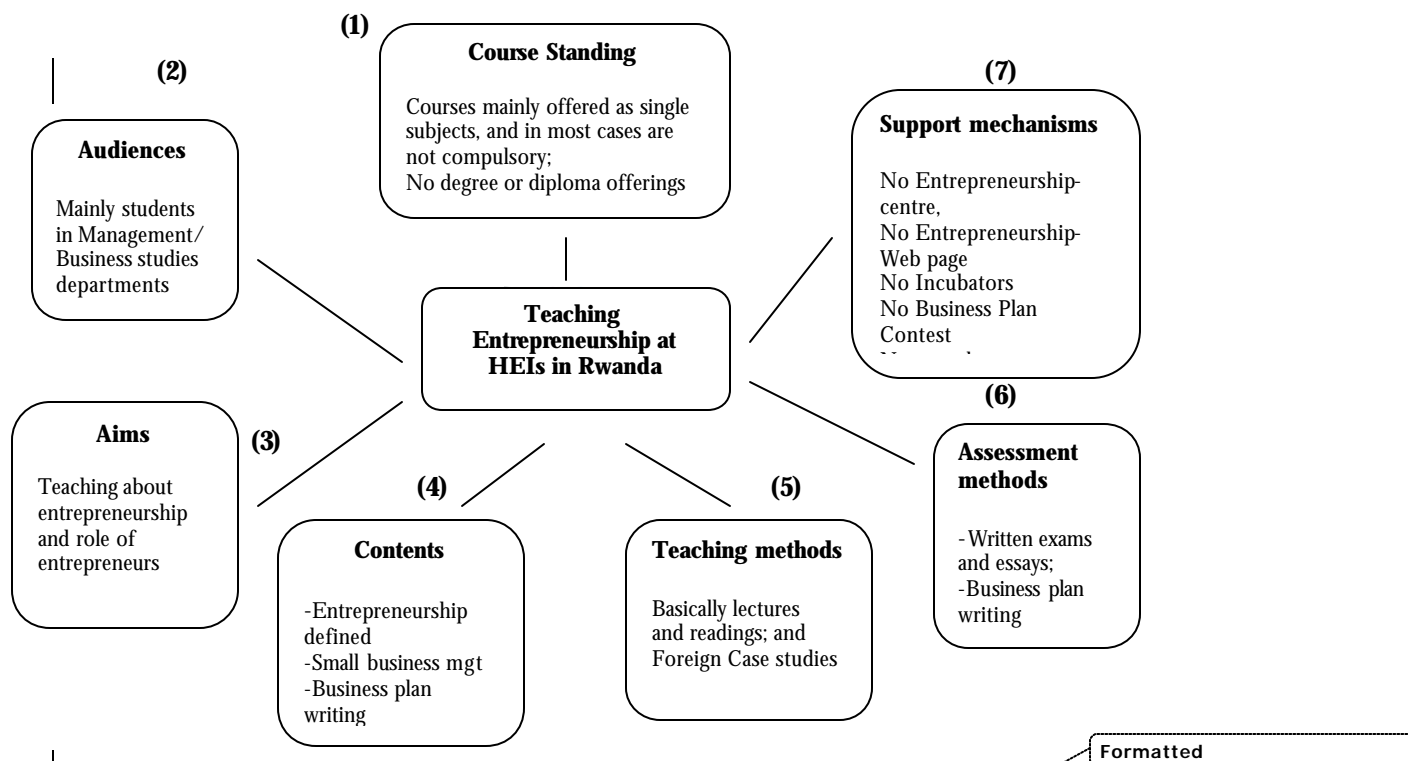 (1)
Course Standing
Courses mainly offered as single
subjects, and in most cases are
not compulsory;
No degree or diploma offerings
(2)
Audiences
Mainly students
in Management/
Business studies
departments
(7)
Support mechanisms
No Entrepreneurship-
centre,
No Entrepreneurship-
Web page
No Incubators
No Business Plan
Contest
Teaching
Entrepreneurship at
HEIs in Rwanda
(3)
Aims
Teaching about
entrepreneurship
and role of
entrepreneurs
(4)
Contents
-Entrepreneurship
defined
-Small business mgt
-Business plan
writing
(5)
Teaching methods
Basically lectures
and readings; and
Foreign Case studies
(6)
Assessment
methods
-Written exams
and essays;
-Business plan
writing
Formatted